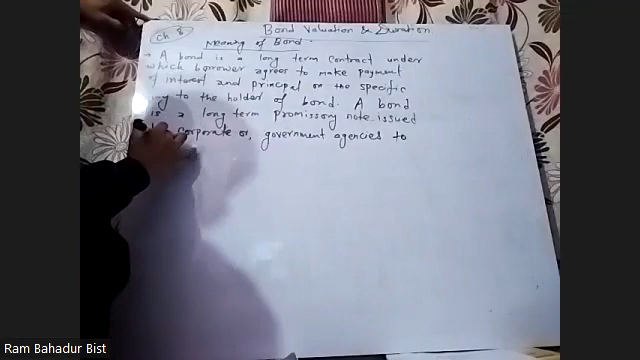 Ch 8
Bond Valuation & Duration
Meaning of Bond.
→ A bond is a long term contract under
which borrower agrees to make payment
of interest and principal on the specific
to the holder of bond. A bond
is a long term promissory note issued
corporate or, government agencies to
Ram Bahadur Bist